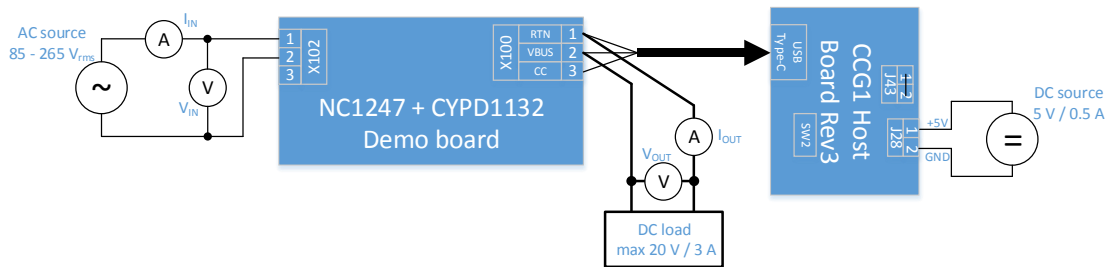 AC source
85 - 265 Vrms
~
A
IIN
V
VIN
1
2
3
X102
NC1247 + CYPD1132
Demo board
X100
RTN 1
VBUS 2
CC 3
A
IOUT
VOUT
V
DC load
max 20 V / 3 A
USB
Type-C
CCG1 Host
Board Rev3
SW2
1 2
J43
1 2
J28
+5V
GND
DC source
5 V / 0.5 A
=